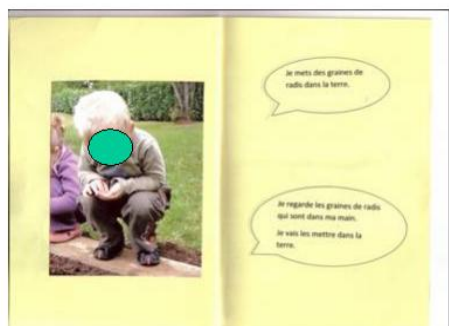 Je mets des graines de
radis dans la terre.
Je regarde les graines de radis
qui sont dans ma main.
Je vais les mettre dans la
terre.